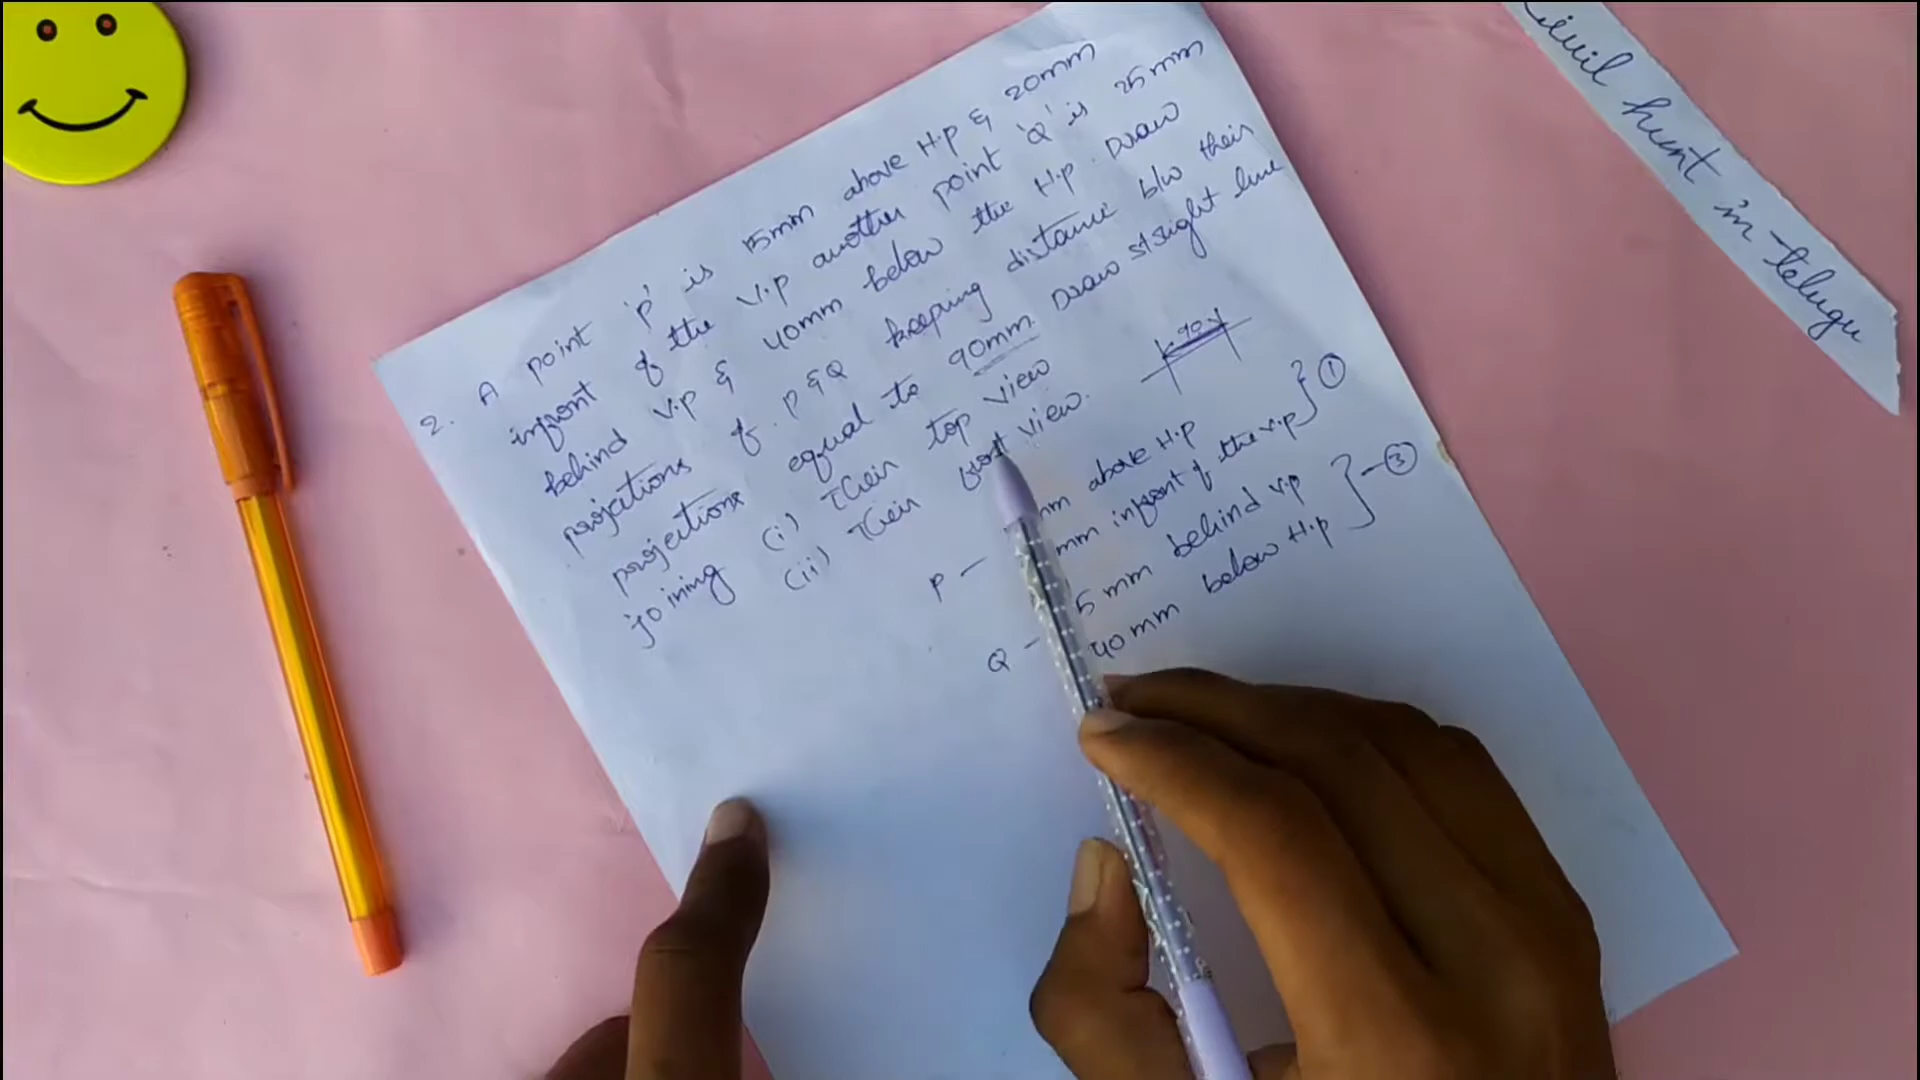 2. A point 'p' is 15mm above H.p & 20mm
infront of the V.p another point 'Q' is 25mm
behind V.p & 40mm below the H.p. Draw
projections of p & Q keeping distance b/w their
projections equal to 90mm. Draw straight line
joining (i) Their top view
(ii) Their front view.
90
P - mm above H.p
mm infront of the V.p } ①
Q - 5mm behind V.p
40mm below H.p } - ③
civil hunt in telugu